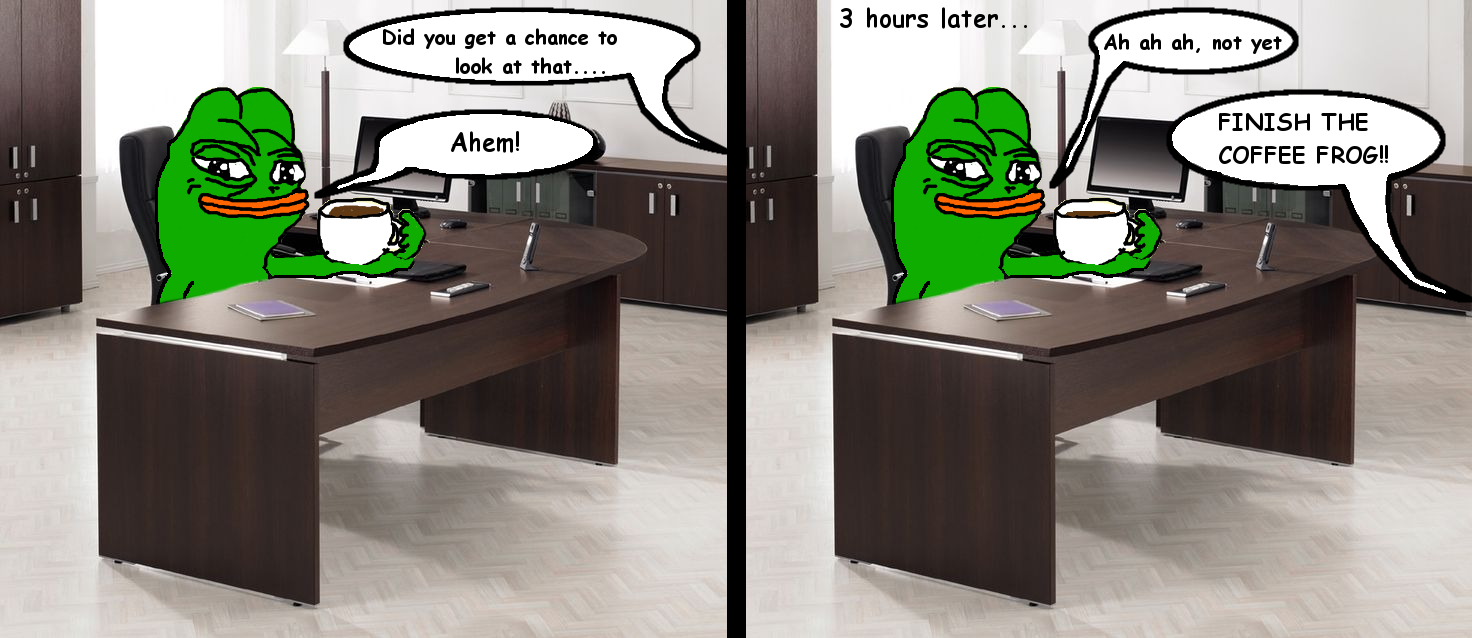 Did you get a chance to
look at that....
Ahem!
3 hours later...
Ah ah ah, not yet
FINISH THE
COFFEE FROG!!